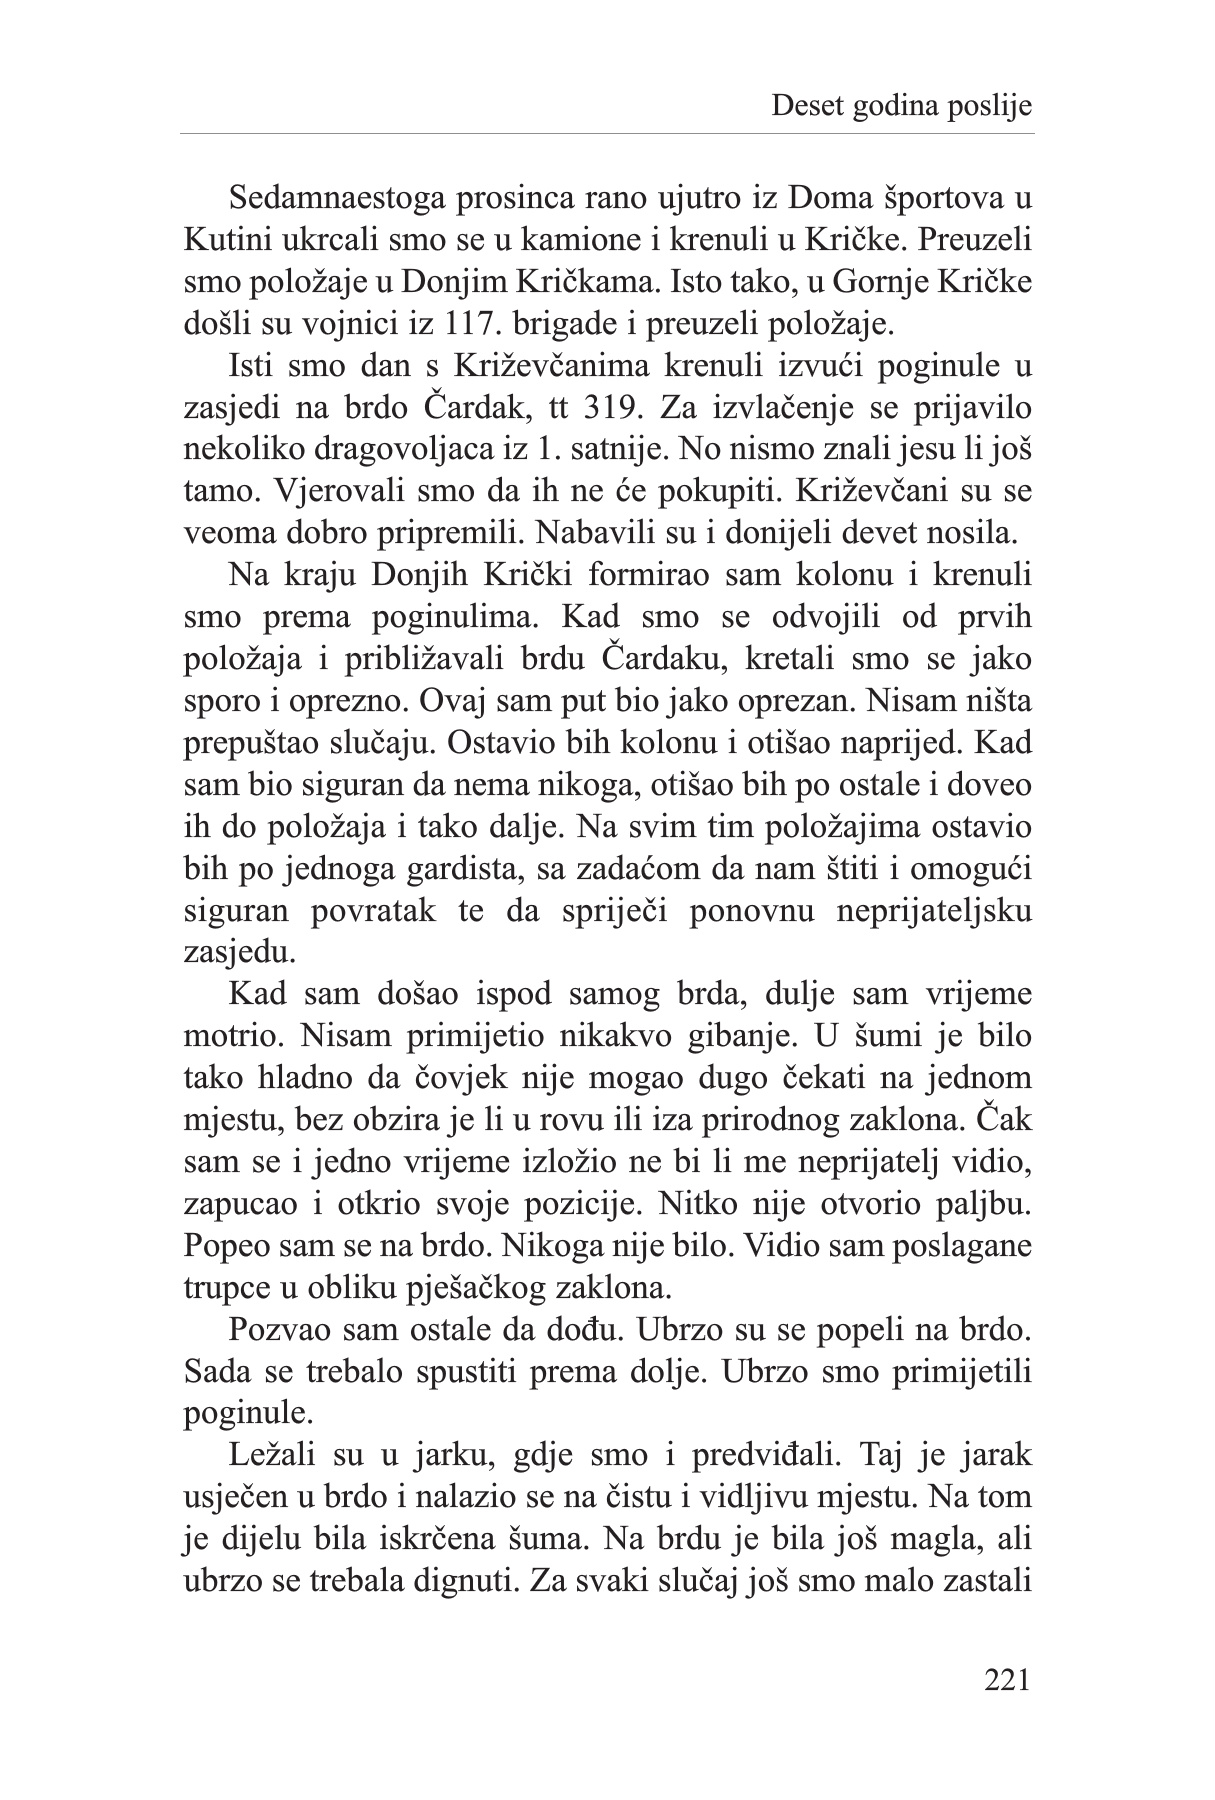 Deset godina poslije
Sedamnaestoga prosinca rano ujutro iz Doma športova u
Kutini ukrcali smo se u kamione i krenuli u Kričke. Preuzeli
smo položaje u Donjim Kričkama. Isto tako, u Gornje Kričke
došli su vojnici iz 117. brigade i preuzeli položaje.
Isti smo dan s Križevčanima krenuli izvući poginule u
zasjedi na brdo Čardak, tt 319. Za izvlačenje se prijavilo
nekoliko dragovoljaca iz 1. satnije. No nismo znali jesu li još
tamo. Vjerovali smo da ih ne će pokupiti. Križevčani su se
veoma dobro pripremili. Nabavili su i donijeli devet nosila.
Na kraju Donjih Krički formirao sam kolonu i krenuli
smo prema poginulima. Kad smo se odvojili od prvih
položaja i približavali brdu Čardaku, kretali smo se jako
sporo i oprezno. Ovaj sam put bio jako oprezan. Nisam ništa
prepuštao slučaju. Ostavio bih kolonu i otišao naprijed. Kad
sam bio siguran da nema nikoga, otišao bih po ostale i doveo
ih do položaja i tako dalje. Na svim tim položajima ostavio
bih po jednoga gardista, sa zadaćom da nam štiti i omogući
siguran povratak te da spriječi ponovnu neprijateljsku
zasjedu.
Kad sam došao ispod samog brda, dulje sam vrijeme
motrio. Nisam primijetio nikakvo gibanje. U šumi je bilo
tako hladno da čovjek nije mogao dugo čekati na jednom
mjestu, bez obzira je li u rovu ili iza prirodnog zaklona. Čak
sam se i jedno vrijeme izložio ne bi li me neprijatelj vidio,
zapucao i otkrio svoje pozicije. Nitko nije otvorio paljbu.
Popeo sam se na brdo. Nikoga nije bilo. Vidio sam poslagane
trupce u obliku pješačkog zaklona.
Pozvao sam ostale da dođu. Ubrzo su se popeli na brdo.
Sada se trebalo spustiti prema dolje. Ubrzo smo primijetili
poginule.
Ležali su u jarku, gdje smo i predviđali. Taj je jarak
usječen u brdo i nalazio se na čistu i vidljivu mjestu. Na tom
je dijelu bila iskrčena šuma. Na brdu je bila još magla, ali
ubrzo se trebala dignuti. Za svaki slučaj još smo malo zastali
221